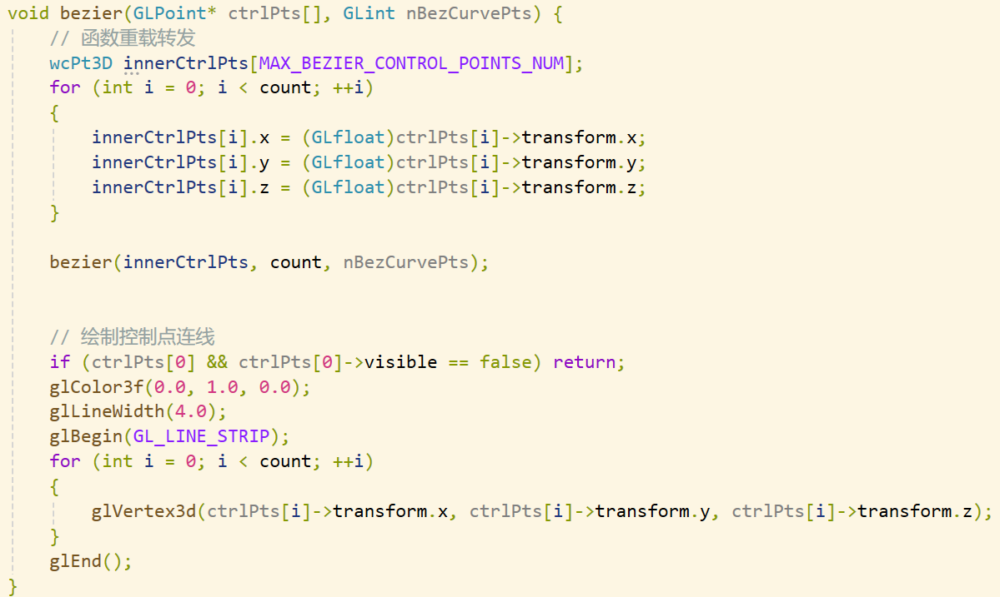 void bezier(GLPoint* ctrlPts[], GLint nBezCurvePts) {
    // 函数重载转发
    wcPt3D innerCtrlPts[MAX_BEZIER_CONTROL_POINTS_NUM];
    for (int i = 0; i < count; ++i)
    {
        innerCtrlPts[i].x = (GLfloat)ctrlPts[i]->transform.x;
        innerCtrlPts[i].y = (GLfloat)ctrlPts[i]->transform.y;
        innerCtrlPts[i].z = (GLfloat)ctrlPts[i]->transform.z;
    }
    bezier(innerCtrlPts, count, nBezCurvePts);
    // 绘制控制点连线
    if (ctrlPts[0] && ctrlPts[0]->visible == false) return;
    glColor3f(0.0, 1.0, 0.0);
    glLineWidth(4.0);
    glBegin(GL_LINE_STRIP);
    for (int i = 0; i < count; ++i)
    {
        glVertex3d(ctrlPts[i]->transform.x, ctrlPts[i]->transform.y, ctrlPts[i]->transform.z);
    }
    glEnd();
}